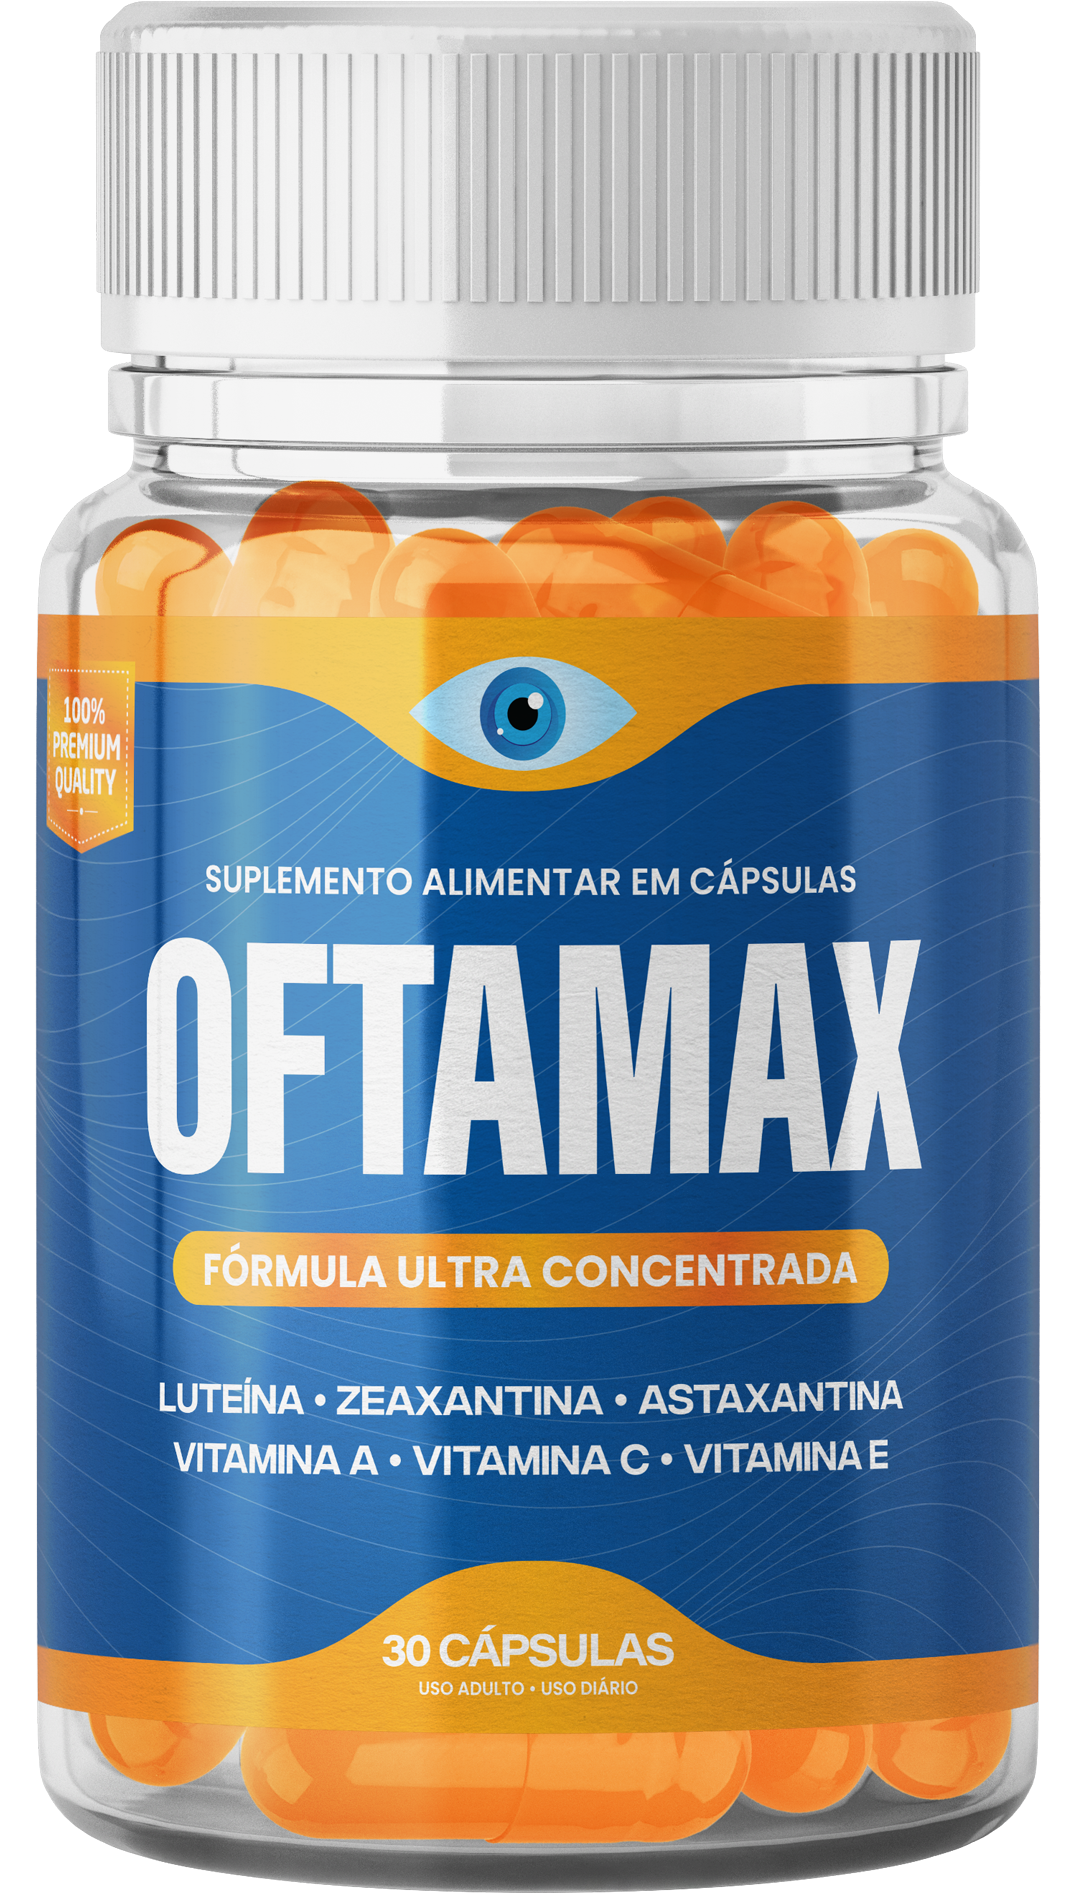 100%
PREMIUM
QUALITY
SUPLEMENTO ALIMENTAR EM CÁPSULAS
OFTAMAX
FÓRMULA ULTRA CONCENTRADA
LUTEÍNA • ZEAXANTINA • ASTAXANTINA
VITAMINA A • VITAMINA C • VITAMINA E
30 CÁPSULAS
USO ADULTO • USO DIÁRIO